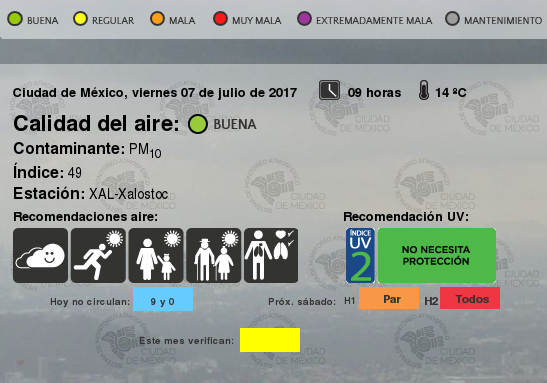 BUENA REGULAR MALA MUY MALA EXTREMADAMENTE MALA MANTENIMIENTO
Ciudad de México, viernes 07 de julio de 2017 09 horas 14 ºC
Calidad del aire: BUENA
Contaminante: PM10
Índice: 49
Estación: XAL-Xalostoc
Recomendaciones aire: Recomendación UV:
ÍNDICE
UV
2
NO NECESITA
PROTECCIÓN
Hoy no circulan: 9 y 0 Próx. sábado: H1 Par H2 Todos
Este mes verifican:
CIUDAD
DE MÉXICO